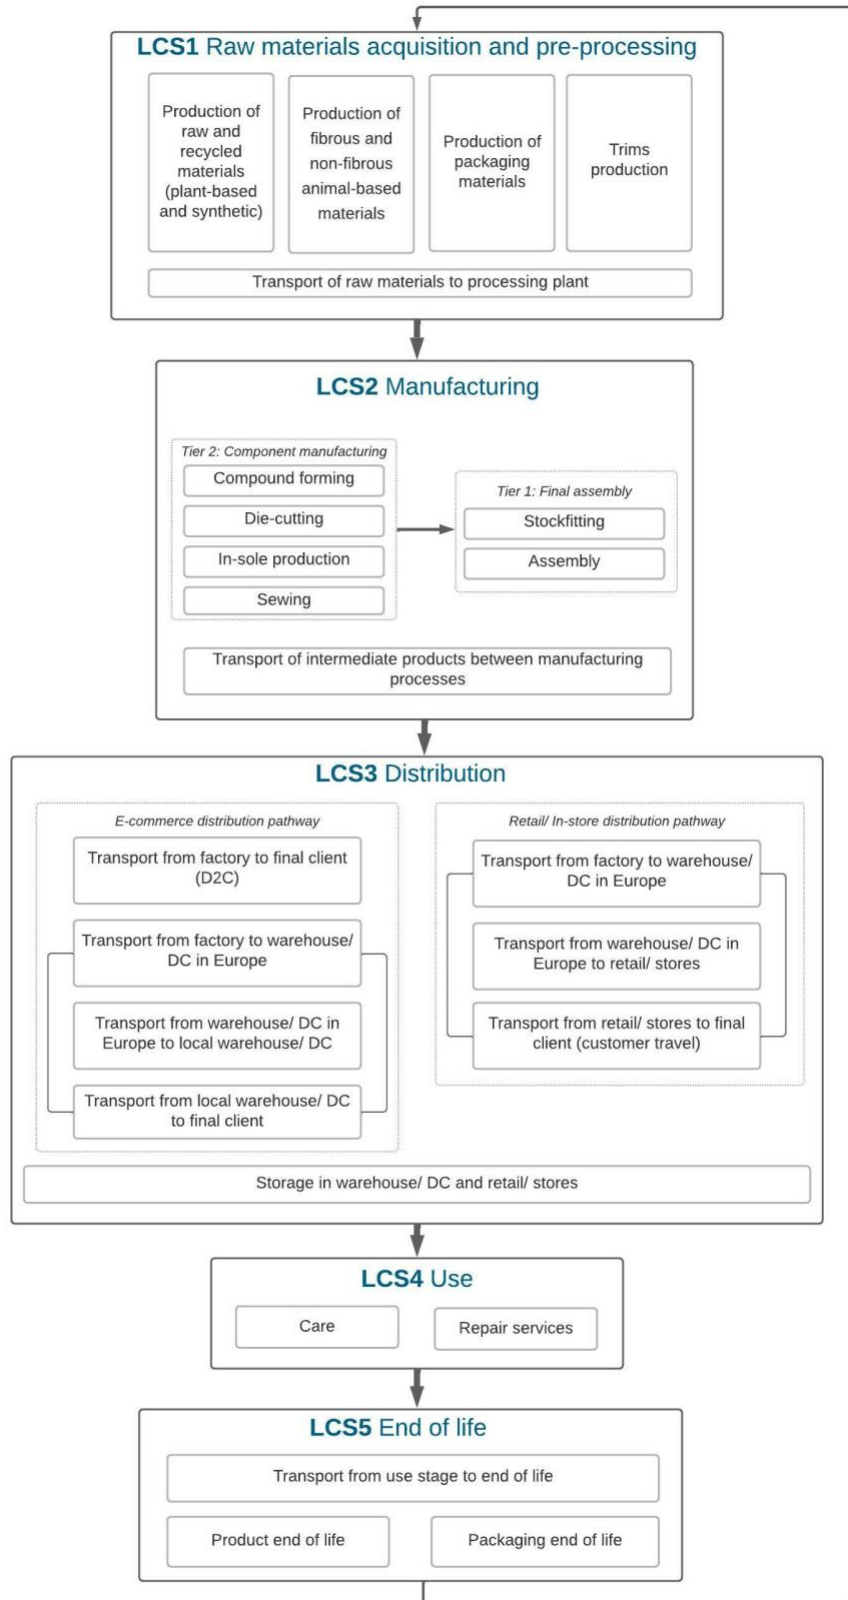 LCS1 Raw materials acquisition and pre-processing
Production of
raw and
recycled
materials
(plant-based
and synthetic)
Production of
fibrous and
non-fibrous
animal-based
materials
Production of
packaging
materials
Trims
production
Transport of raw materials to processing plant
LCS2 Manufacturing
Tier 2: Component manufacturing
Compound forming
Die-cutting
In-sole production
Sewing
Tier 1: Final assembly
Stockfitting
Assembly
Transport of intermediate products between manufacturing
processes
LCS3 Distribution
E-commerce distribution pathway
Transport from factory to final client
(D2C)
Transport from factory to warehouse/
DC in Europe
Transport from warehouse/ DC in
Europe to local warehouse/ DC
Transport from local warehouse/ DC
to final client
Retail/ In-store distribution pathway
Transport from factory to warehouse/
DC in Europe
Transport from warehouse/ DC in
Europe to retail/ stores
Transport from retail/ stores to final
client (customer travel)
Storage in warehouse/ DC and retail/ stores
LCS4 Use
Care
Repair services
LCS5 End of life
Transport from use stage to end of life
Product end of life
Packaging end of life